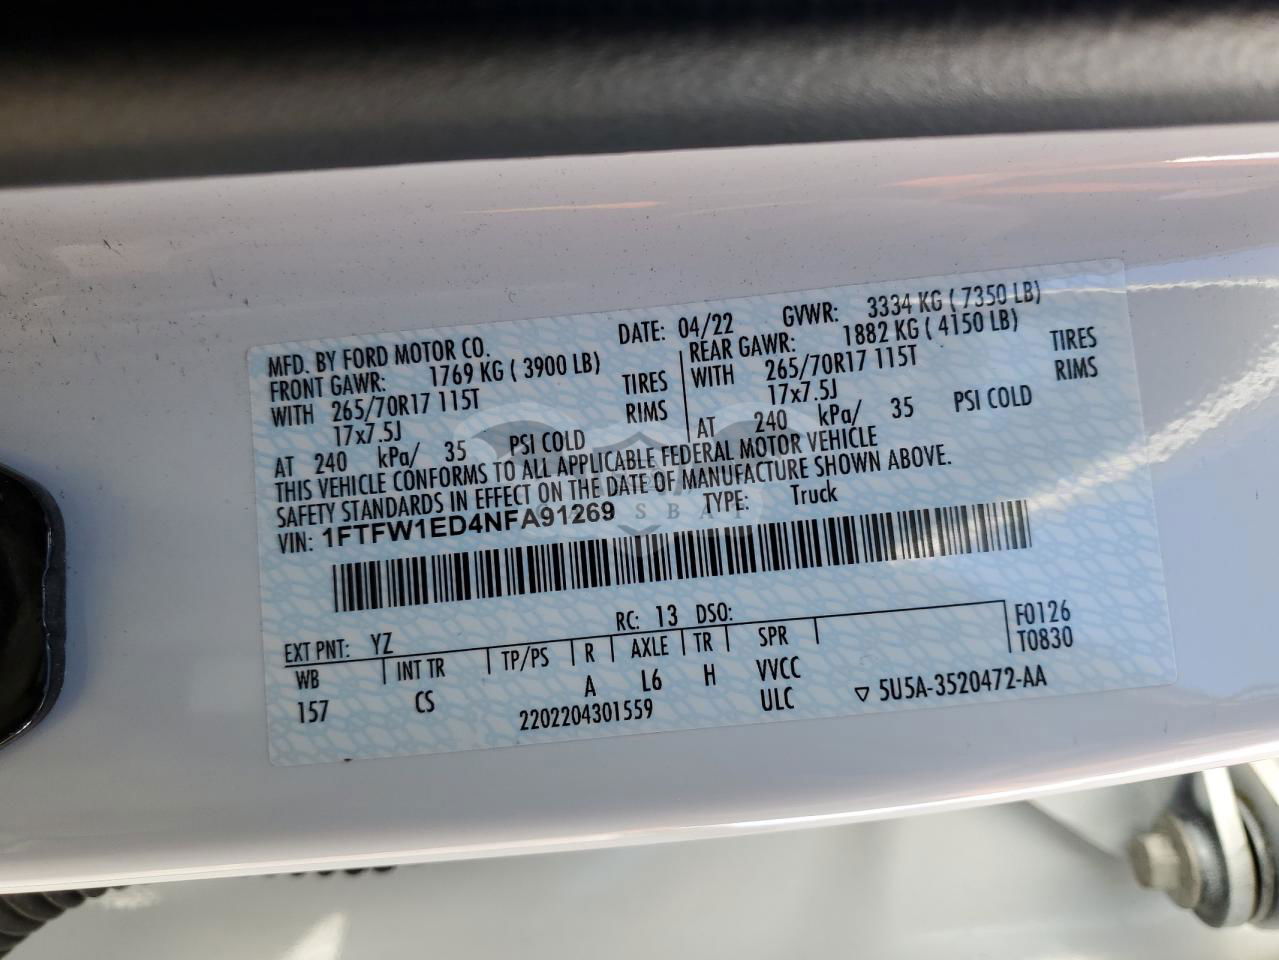 MFD. BY FORD MOTOR CO. DATE: 04/22 GVWR: 3334 KG ( 7350 LB)
FRONT GAWR: 1769 KG ( 3900 LB) REAR GAWR: 1882 KG ( 4150 LB)
WITH 265/70R17 115T TIRES WITH 265/70R17 115T TIRES
17x7.5J RIMS 17x7.5J RIMS
AT 240 kPa/ 35 PSI COLD AT 240 kPa/ 35 PSI COLD
THIS VEHICLE CONFORMS TO ALL APPLICABLE FEDERAL MOTOR VEHICLE
SAFETY STANDARDS IN EFFECT ON THE DATE OF MANUFACTURE SHOWN ABOVE.
VIN: 1FTFW1ED4NFA91269 TYPE: Truck
EXT PNT: YZ RC: 13 DSO: F0126
WB INT TR TP/PS R AXLE TR SPR T0830
157 CS A L6 H VVCC
2202204301559 ULC ▽ 5U5A-3520472-AA